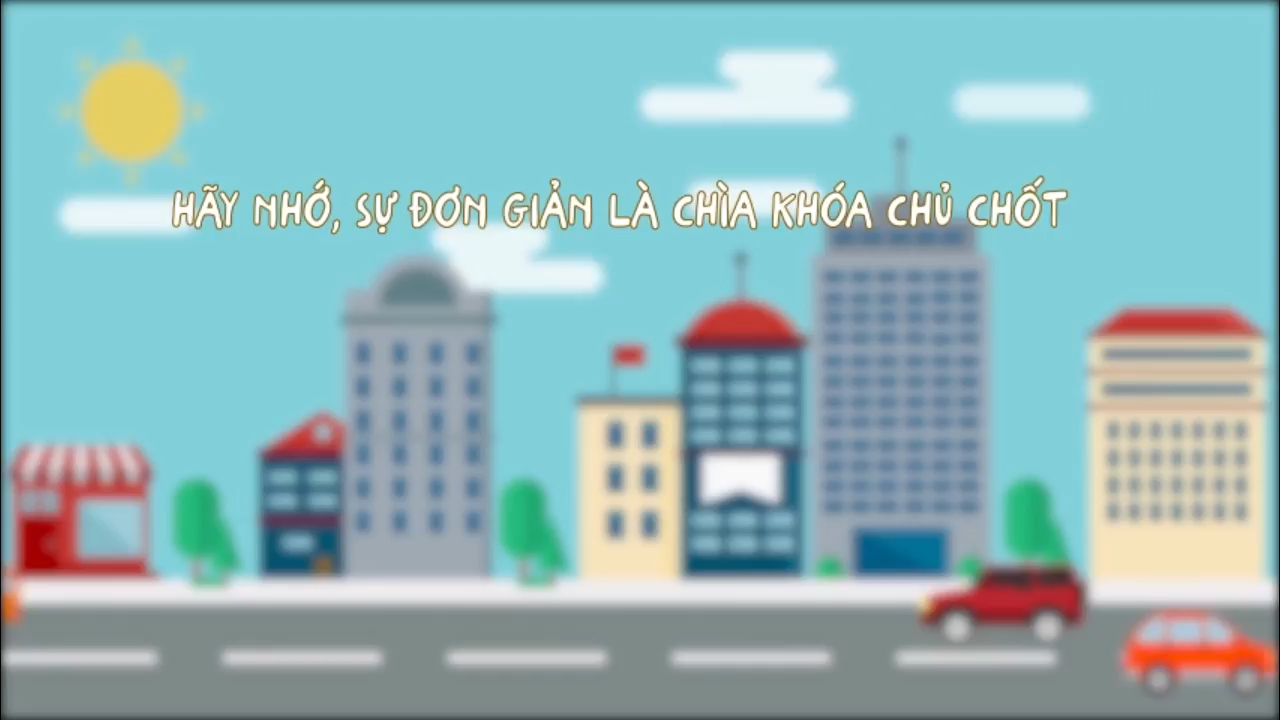 HÃY NHỚ, SỰ ĐƠN GIẢN LÀ CHÌA KHÓA CHỦ CHỐT